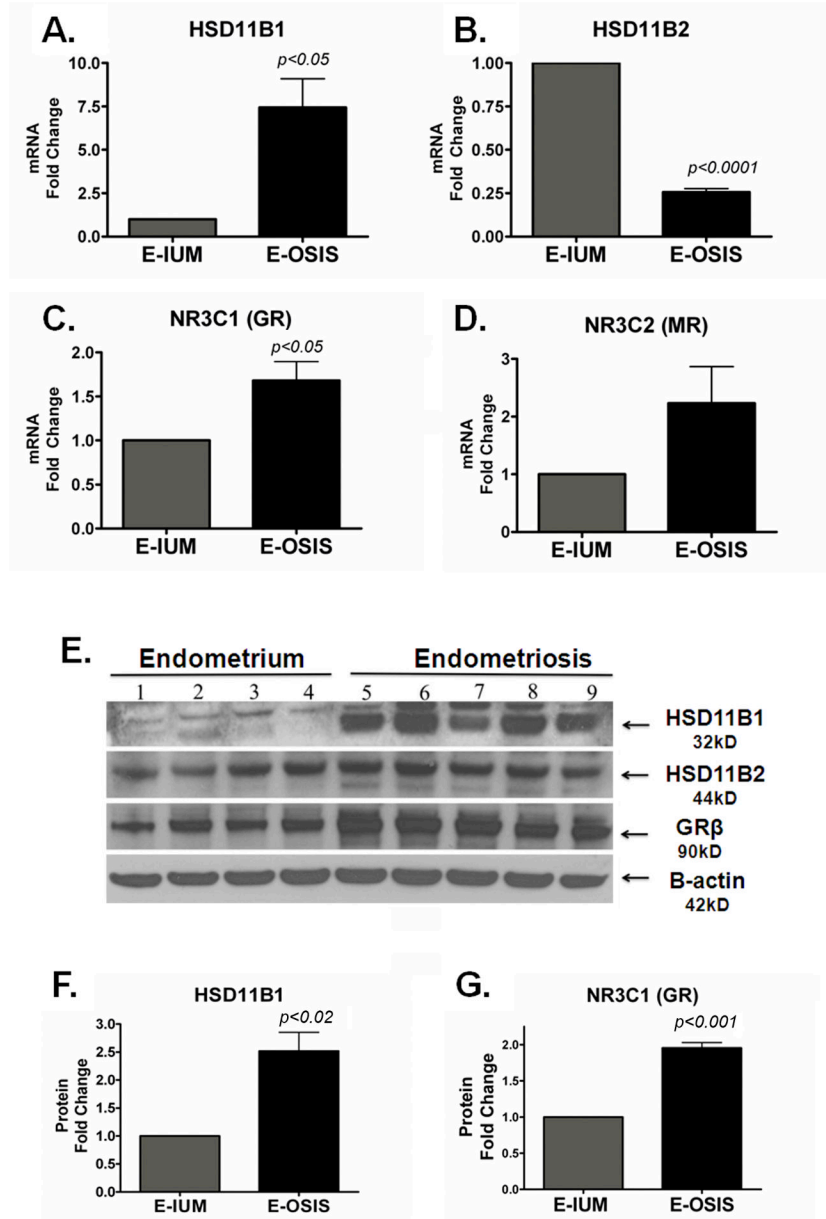 A.
HSD11B1
mRNA
Fold Change
10.0
7.5
5.0
2.5
0.0
p<0.05
E-IUM
E-OSIS
B.
HSD11B2
mRNA
Fold Change
1.00
0.75
0.50
0.25
0.00
p<0.0001
E-IUM
E-OSIS
C.
NR3C1 (GR)
mRNA
Fold Change
2.0
1.5
1.0
0.5
0.0
p<0.05
E-IUM
E-OSIS
D.
NR3C2 (MR)
mRNA
Fold Change
3
2
1
0
E-IUM
E-OSIS
E.
Endometrium
Endometriosis
1 2 3 4 5 6 7 8 9
HSD11B1
32kD
HSD11B2
44kD
GRβ
90kD
B-actin
42kD
F.
HSD11B1
Protein
Fold Change
3.0
2.5
2.0
1.5
1.0
0.5
0.0
p<0.02
E-IUM
E-OSIS
G.
NR3C1 (GR)
Protein
Fold Change
2.0
1.5
1.0
0.5
0.0
p<0.001
E-IUM
E-OSIS